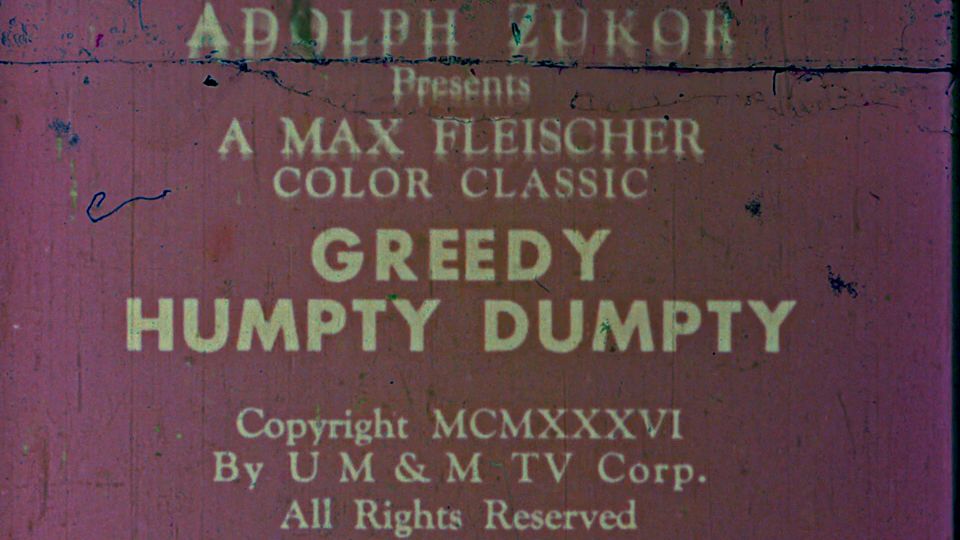 ADOLPH ZUKOR
Presents
A MAX FLEISCHER
COLOR CLASSIC
GREEDY
HUMPTY DUMPTY
Copyright MCMXXXVI
By U M & M TV Corp.
All Rights Reserved